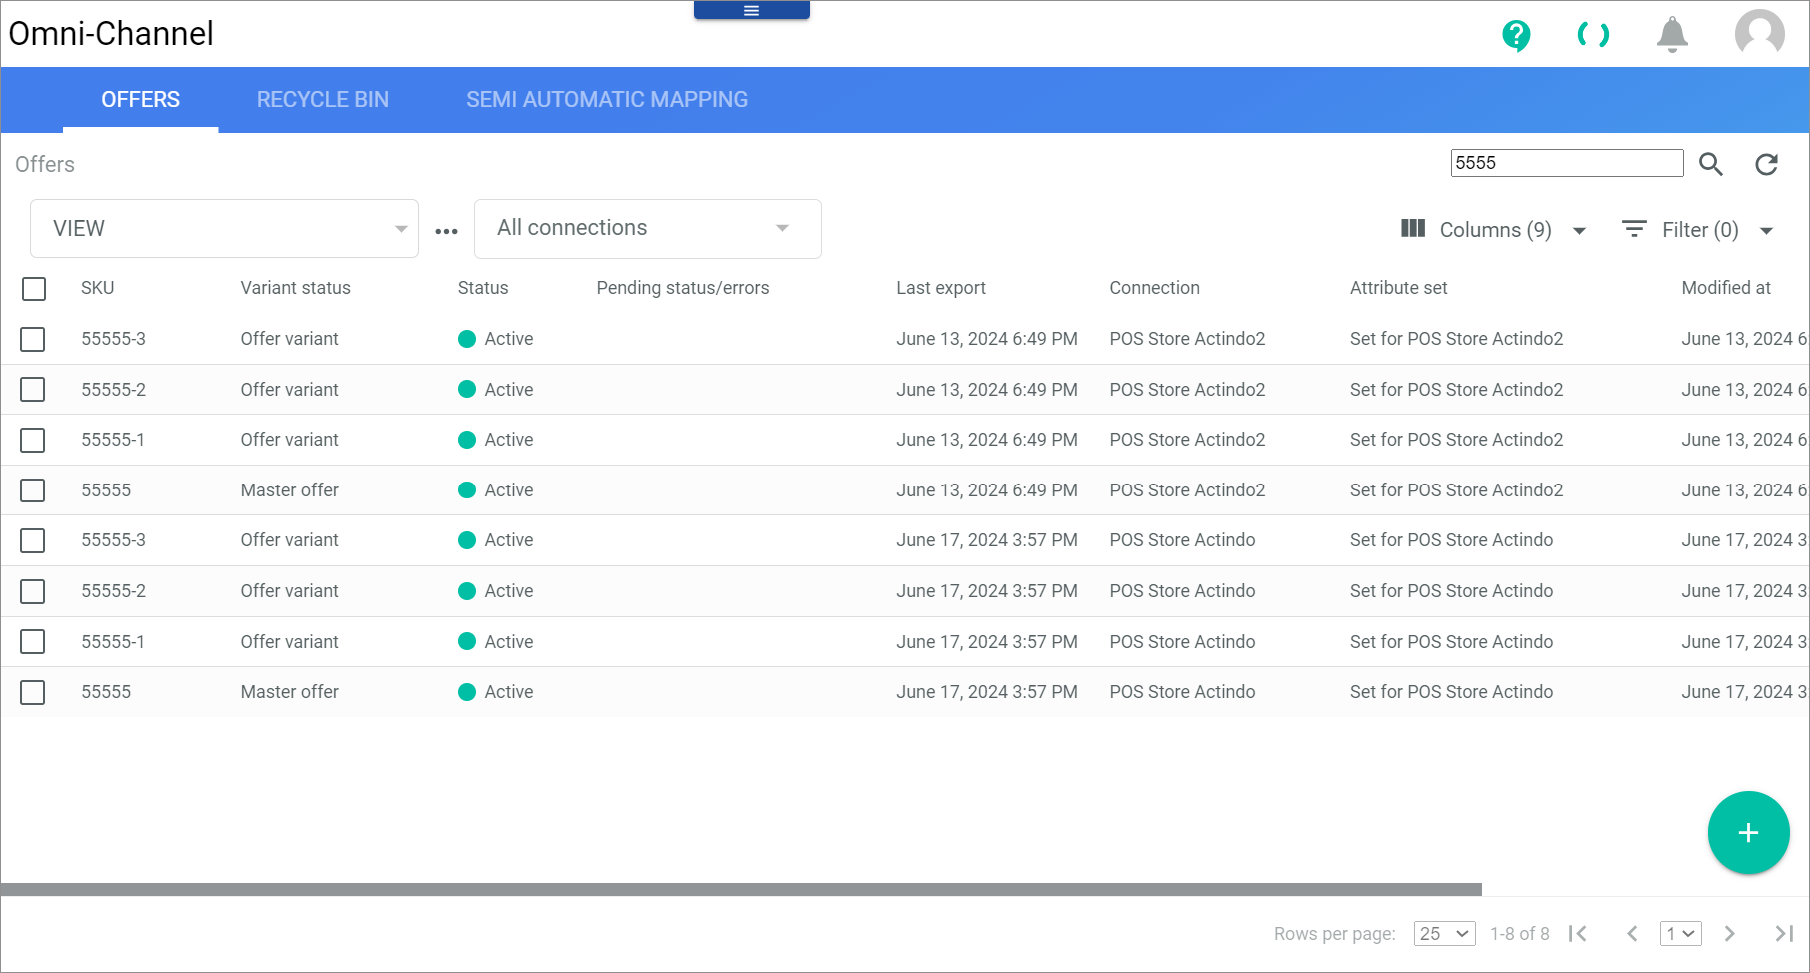 Omni-Channel
OFFERS RECYCLE BIN SEMI AUTOMATIC MAPPING
Offers 5555
VIEW All connections Columns (9) Filter (0)
SKU Variant status Status Pending status/errors Last export Connection Attribute set Modified at
55555-3 Offer variant Active June 13, 2024 6:49 PM POS Store Actindo2 Set for POS Store Actindo2 June 13, 2024 6
55555-2 Offer variant Active June 13, 2024 6:49 PM POS Store Actindo2 Set for POS Store Actindo2 June 13, 2024 6
55555-1 Offer variant Active June 13, 2024 6:49 PM POS Store Actindo2 Set for POS Store Actindo2 June 13, 2024 6
55555 Master offer Active June 13, 2024 6:49 PM POS Store Actindo2 Set for POS Store Actindo2 June 13, 2024 6
55555-3 Offer variant Active June 17, 2024 3:57 PM POS Store Actindo Set for POS Store Actindo June 17, 2024 3:
55555-2 Offer variant Active June 17, 2024 3:57 PM POS Store Actindo Set for POS Store Actindo June 17, 2024 3:
55555-1 Offer variant Active June 17, 2024 3:57 PM POS Store Actindo Set for POS Store Actindo June 17, 2024 3:
55555 Master offer Active June 17, 2024 3:57 PM POS Store Actindo Set for POS Store Actindo June 17, 2024 3:
Rows per page: 25 1-8 of 8 1